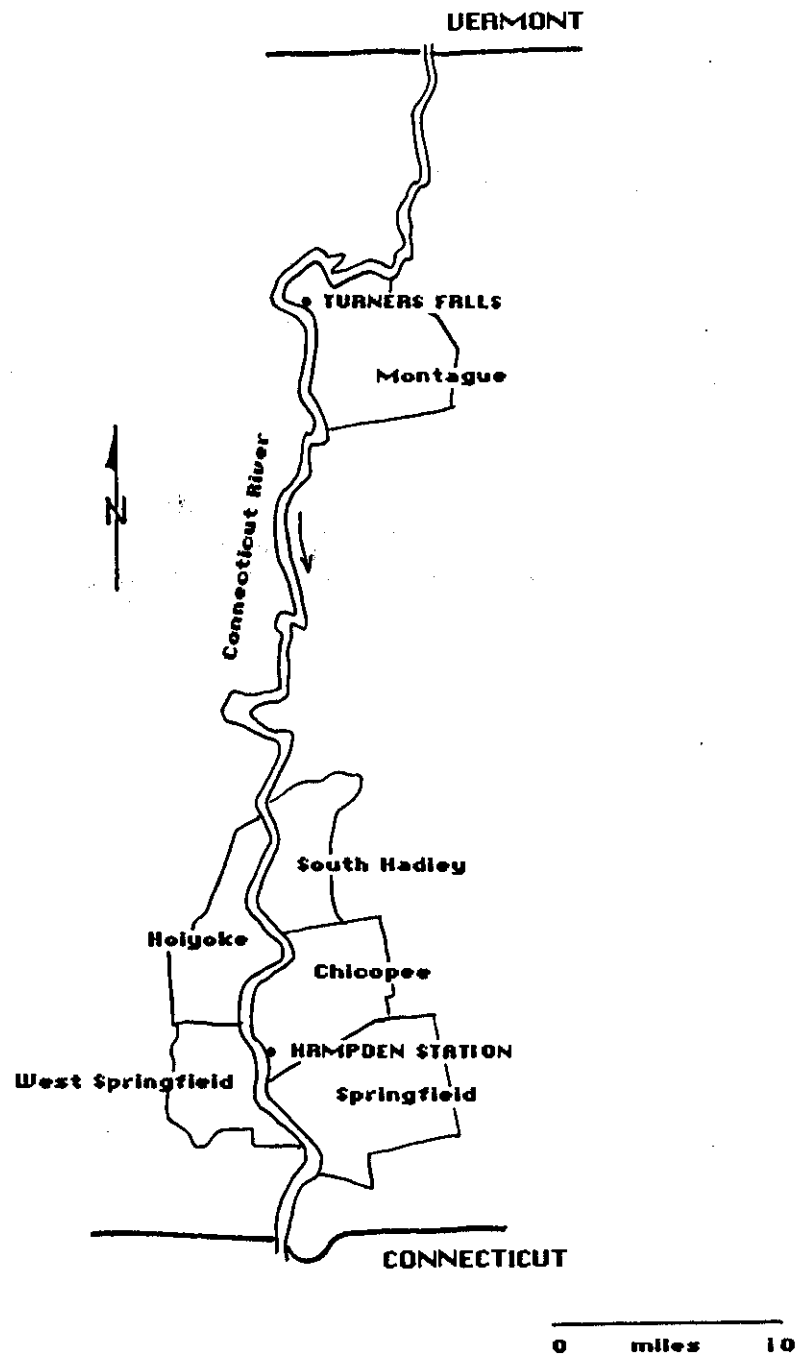 VERMONT
TURNERS FALLS
Montague
Connecticut River
N
South Hadley
Holyoke
Chicopee
HAMPDEN STATION
West Springfield
Springfield
CONNECTICUT
0 miles 10